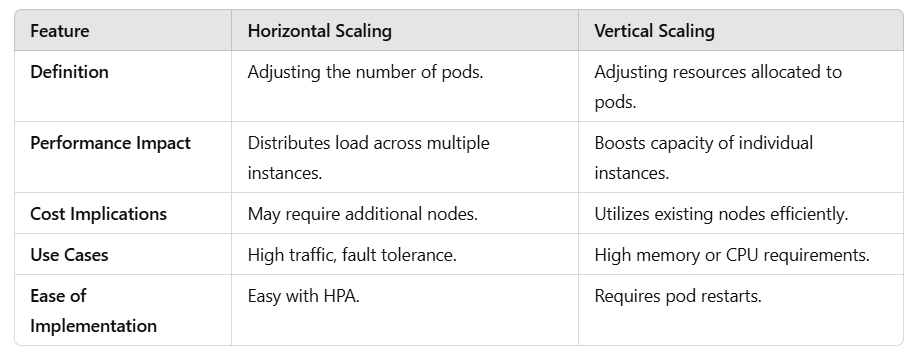 Feature Horizontal Scaling Vertical Scaling
Definition Adjusting the number of pods. Adjusting resources allocated to
pods.
Performance Impact Distributes load across multiple Boosts capacity of individual
instances. instances.
Cost Implications May require additional nodes. Utilizes existing nodes efficiently.
Use Cases High traffic, fault tolerance. High memory or CPU requirements.
Ease of Easy with HPA. Requires pod restarts.
Implementation